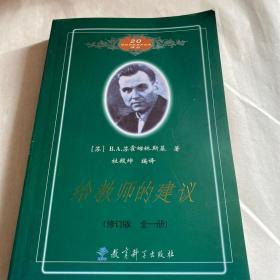 20
[苏] B.A.苏霍姆林斯基 著
杜殿坤 编译
给教师的建议
(修订版 全一册)
教育科学出版社